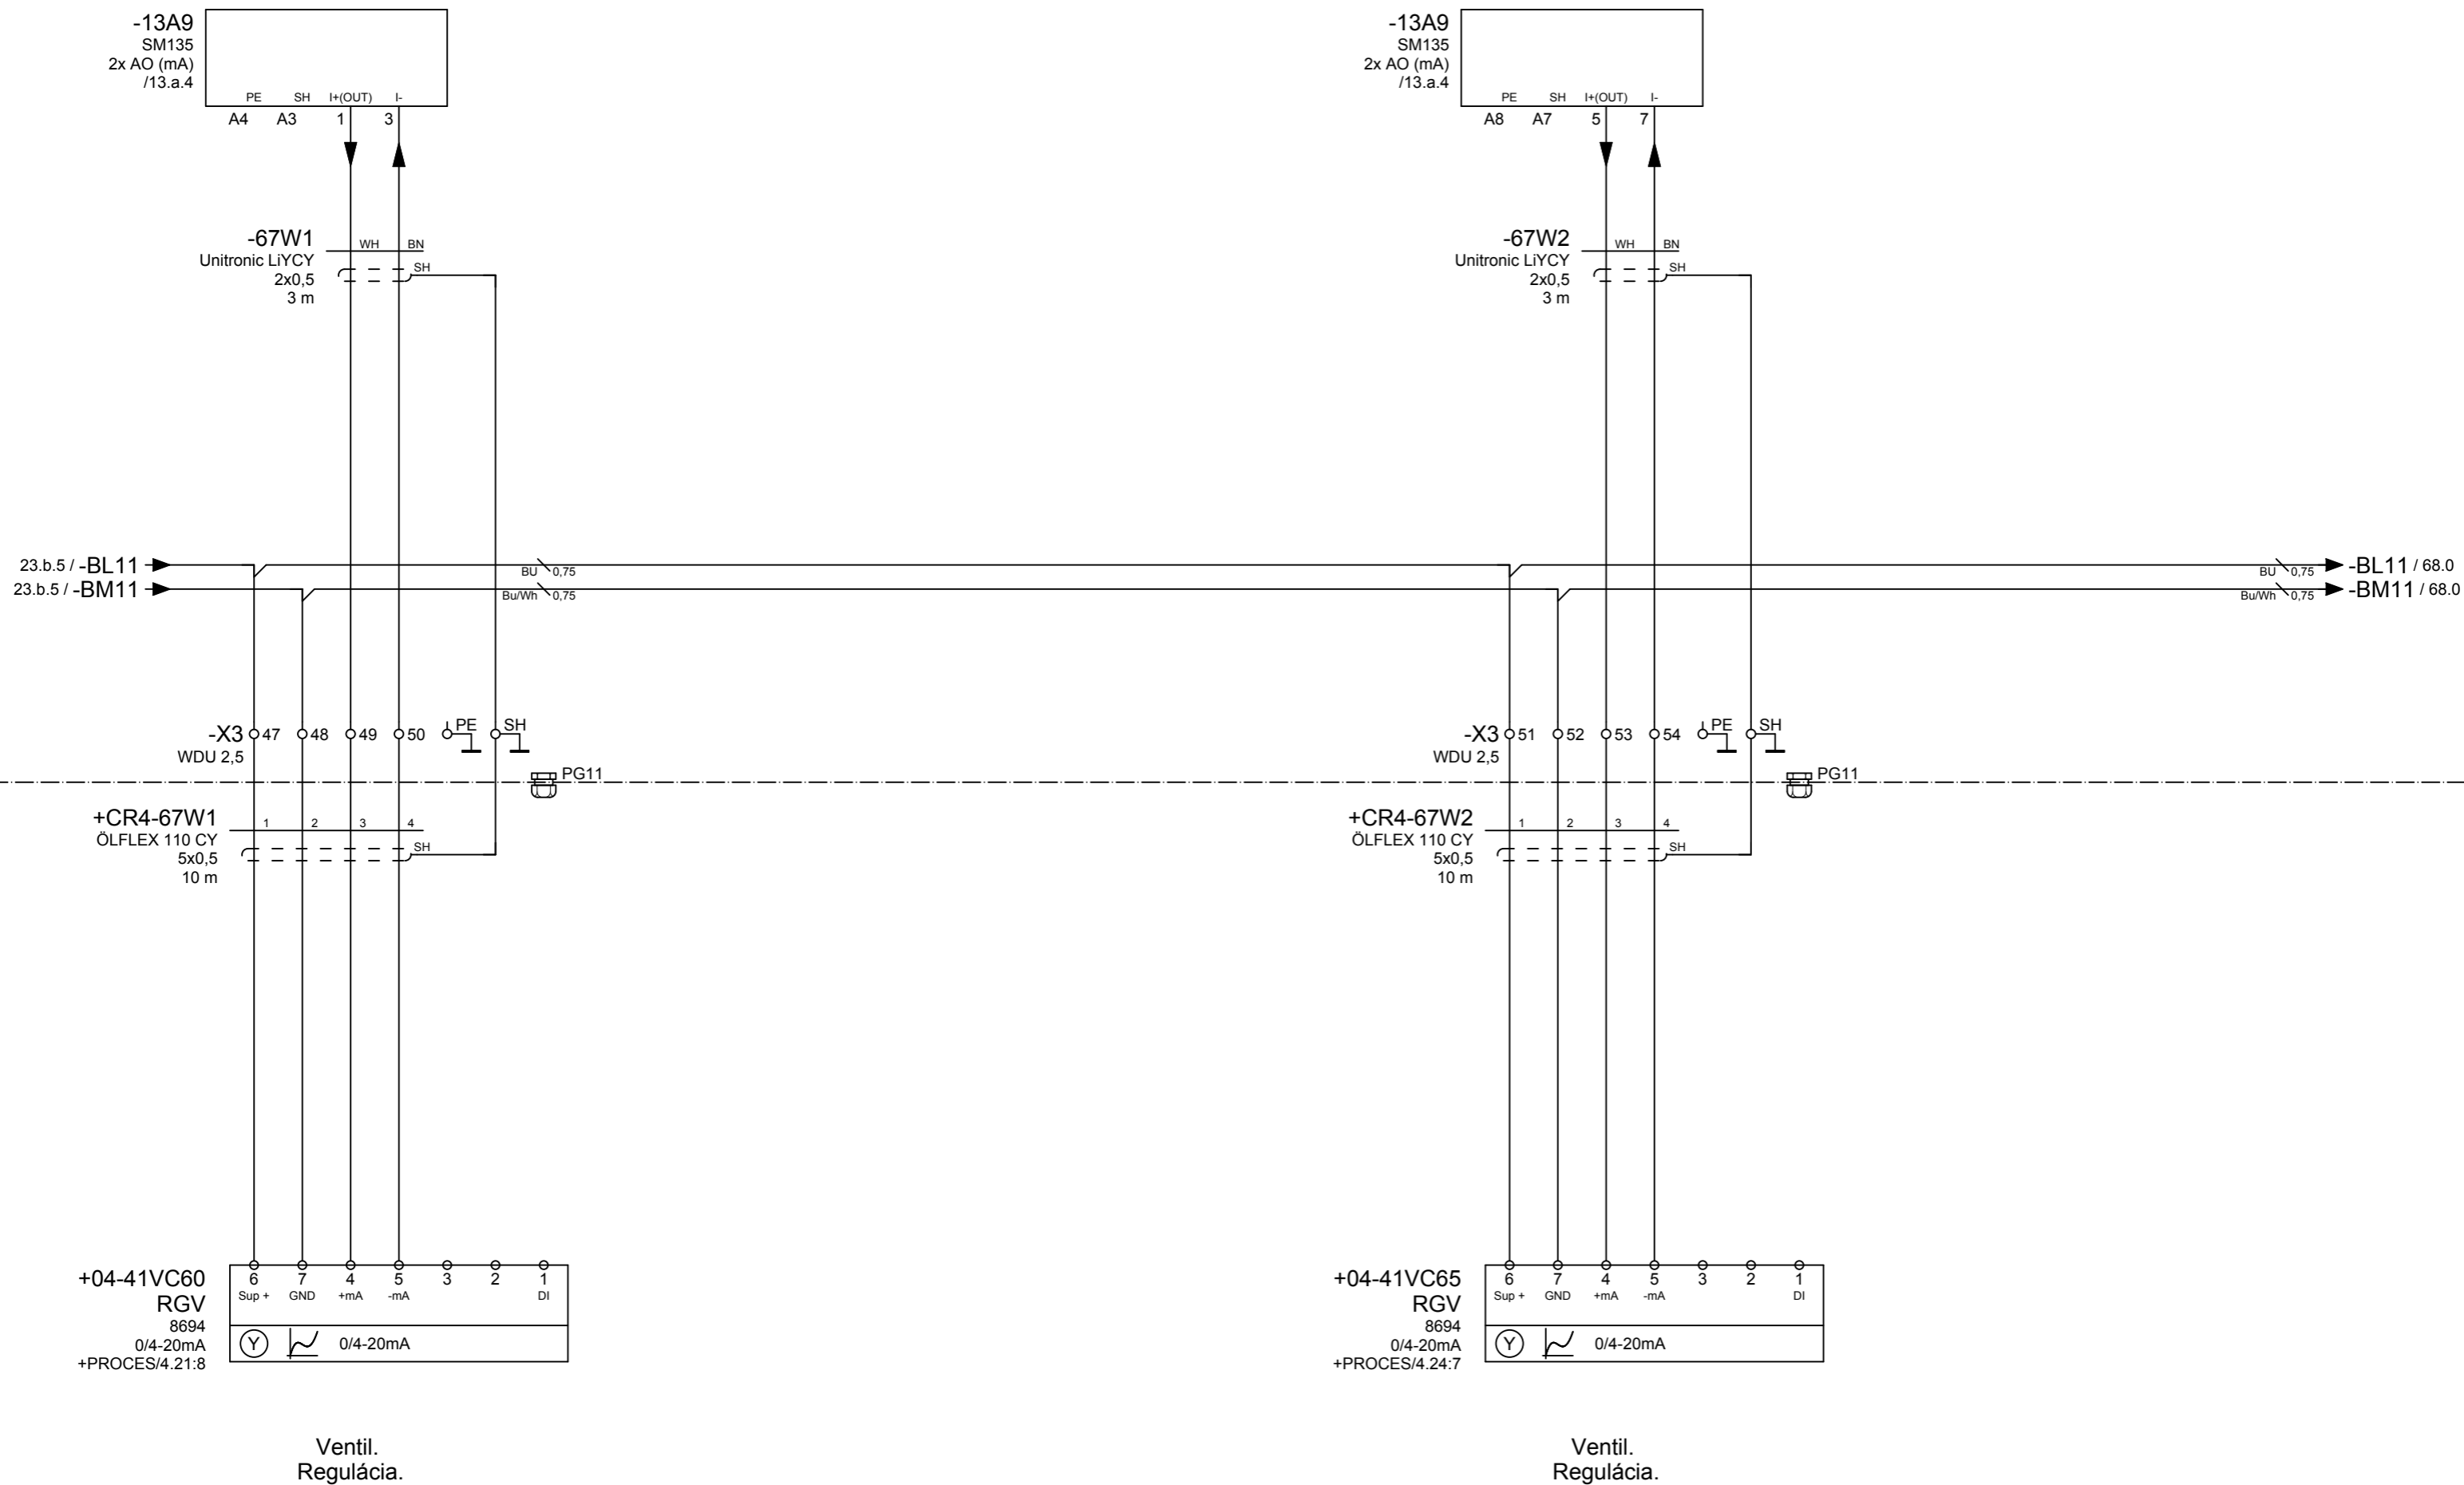 -13A9
SM135
2x AO (mA)
/13.a.4
PE SH I+(OUT) I-
A4 A3 1 3
-67W1
Unitronic LiYCY
2x0,5
3 m
WH BN
SH
-13A9
SM135
2x AO (mA)
/13.a.4
PE SH I+(OUT) I-
A8 A7 5 7
-67W2
Unitronic LiYCY
2x0,5
3 m
WH BN
SH
23.b.5 / -BL11
23.b.5 / -BM11
BU 0,75
Bu/Wh 0,75
BU 0,75
Bu/Wh 0,75
-BL11 / 68.0
-BM11 / 68.0
-X3 47 48 49 50 PE SH
WDU 2,5
PG11
+CR4-67W1
ÖLFLEX 110 CY
5x0,5
10 m
1 2 3 4
SH
-X3 51 52 53 54 PE SH
WDU 2,5
PG11
+CR4-67W2
ÖLFLEX 110 CY
5x0,5
10 m
1 2 3 4
SH
+04-41VC60
RGV
8694
0/4-20mA
+PROCES/4.21:8
6 7 4 5 3 2 1
Sup + GND +mA -mA DI
Y 0/4-20mA
Ventil.
Regulácia.
+04-41VC65
RGV
8694
0/4-20mA
+PROCES/4.24:7
6 7 4 5 3 2 1
Sup + GND +mA -mA DI
Y 0/4-20mA
Ventil.
Regulácia.